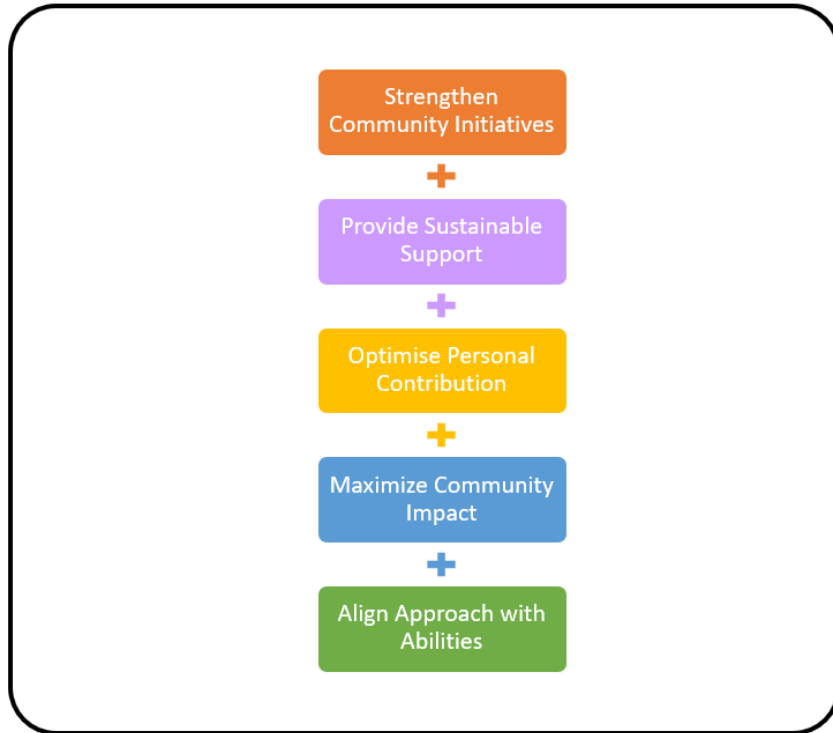 Strengthen
Community Initiatives
Provide Sustainable
Support
Optimise Personal
Contribution
Maximize Community
Impact
Align Approach with
Abilities